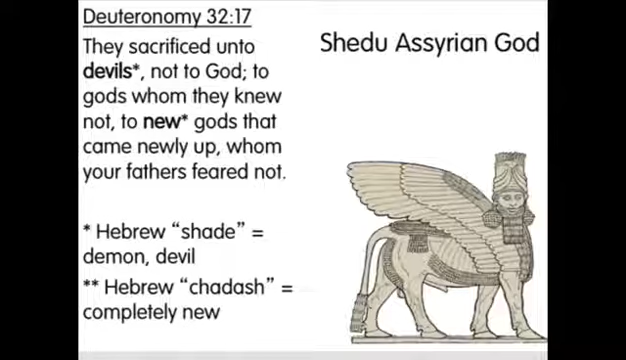 Deuteronomy 32:17
They sacrificed unto
devils*, not to God; to
gods whom they knew
not, to new* gods that
came newly up, whom
your fathers feared not.
* Hebrew “shade” =
demon, devil
** Hebrew “chadash” =
completely new
Shedu Assyrian God